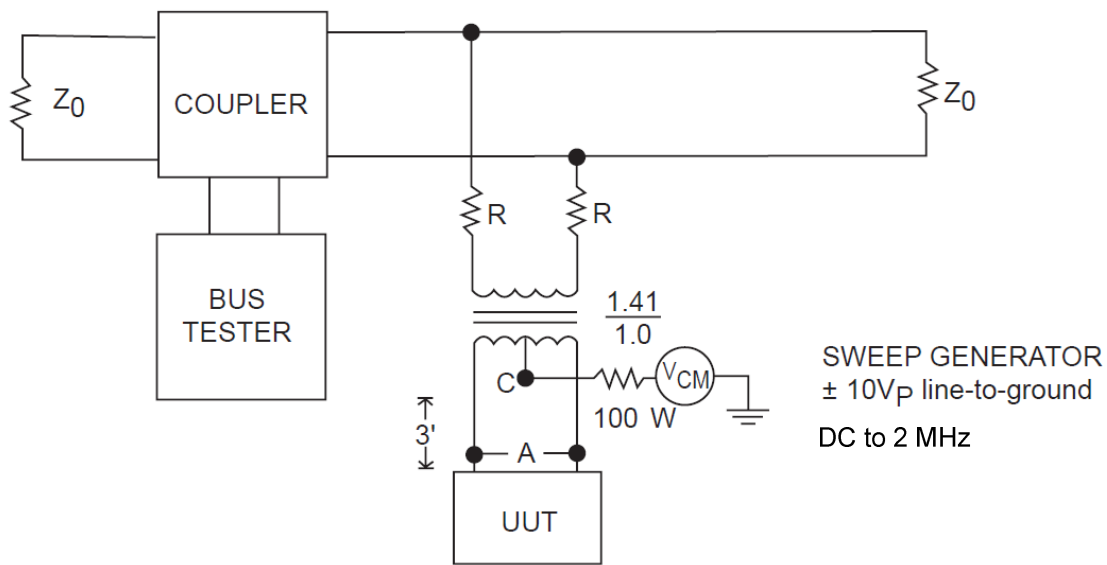 Z0
COUPLER
Z0
R
R
BUS
TESTER
1.41
1.0
C
VCM
100 W
SWEEP GENERATOR
± 10VP line-to-ground
DC to 2 MHz
3'
A
UUT